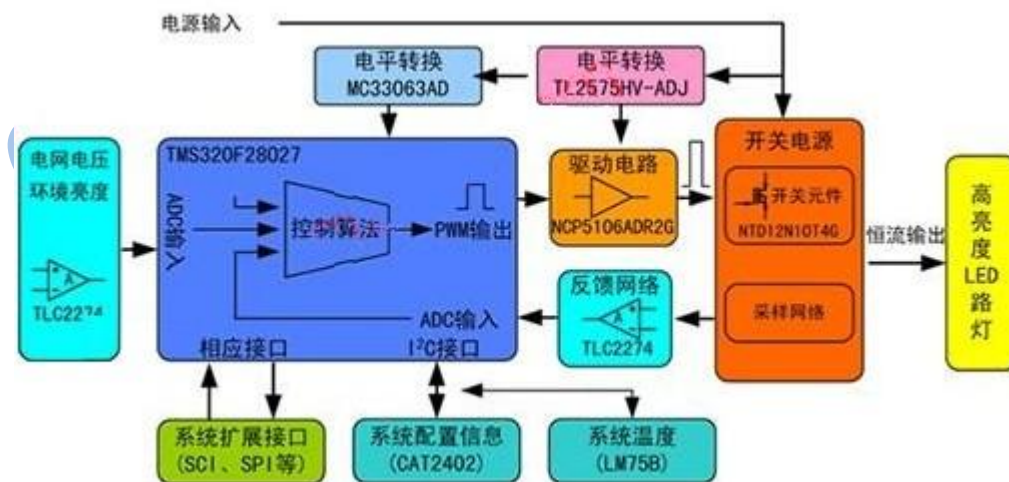 电源输入
电平转换
MC33063AD
电平转换
TL2575HV-ADJ
电网电压
环境亮度
TLC2274
TMS320F28027
ADC输入
控制算法
PWM输出
ADC输入
相应接口
I²C接口
驱动电路
NCP5106ADR2G
反馈网络
A
TLC2274
开关电源
开关元件
NTD12N10T4G
采样网络
恒流输出
高亮度LED路灯
系统扩展接口
(SCI、SPI等)
系统配置信息
(CAT2402)
系统温度
(LM75B)